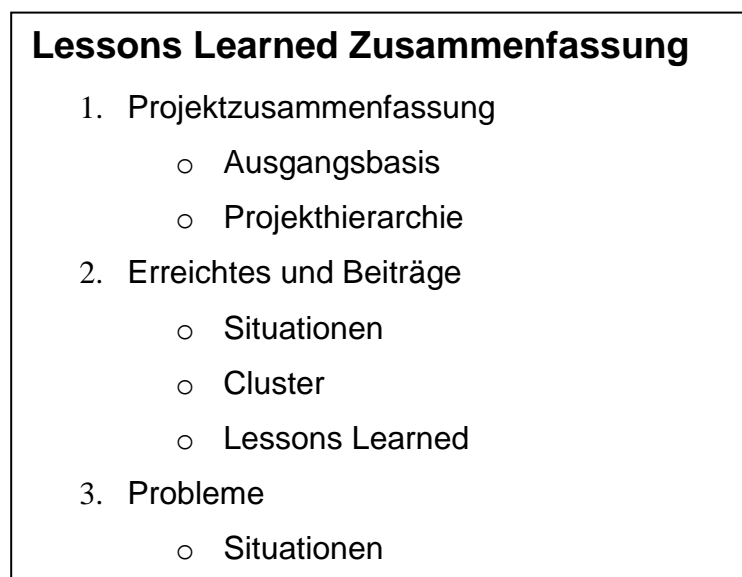 Lessons Learned Zusammenfassung
1. Projektzusammenfassung
o Ausgangsbasis
o Projekthierarchie
2. Erreichtes und Beiträge
o Situationen
o Cluster
o Lessons Learned
3. Probleme
o Situationen